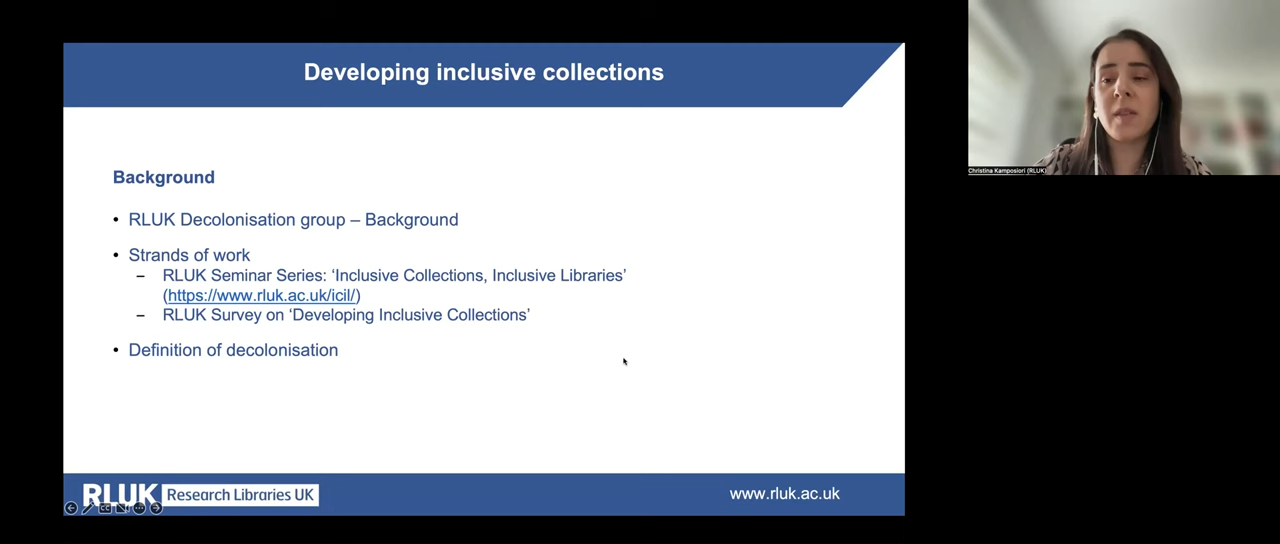 Developing inclusive collections
Christina Kamposiori (RLUK)
Background
• RLUK Decolonisation group – Background
• Strands of work
– RLUK Seminar Series: ‘Inclusive Collections, Inclusive Libraries’
(https://www.rluk.ac.uk/icil/)
– RLUK Survey on ‘Developing Inclusive Collections’
• Definition of decolonisation
RLUK Research Libraries UK
www.rluk.ac.uk
CC